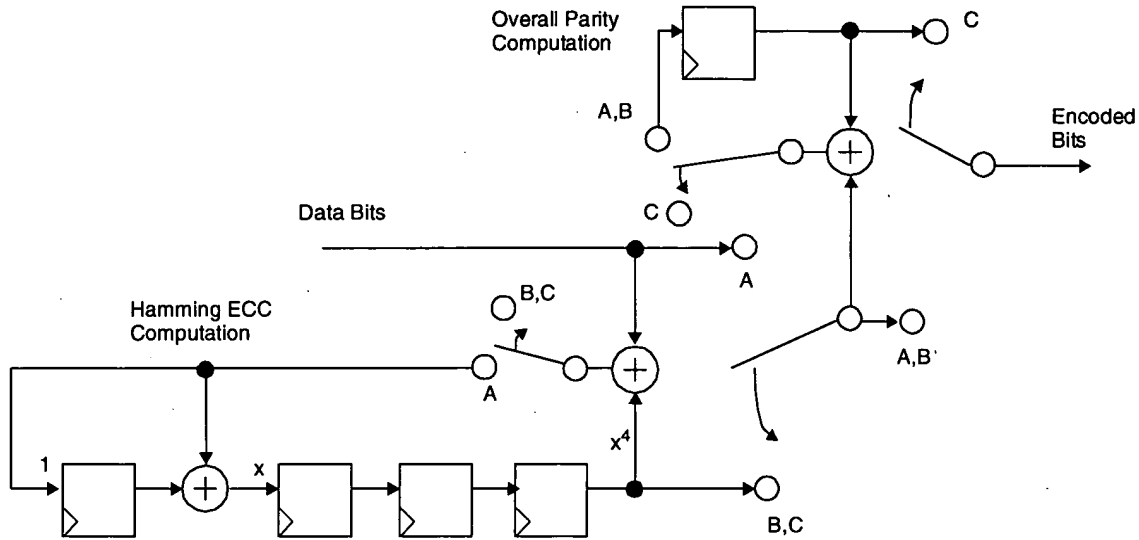 Overall Parity
Computation
C
A,B
Encoded
Bits
C
Data Bits
A
B,C
Hamming ECC
Computation
A,B
A
x⁴
1
x
B,C